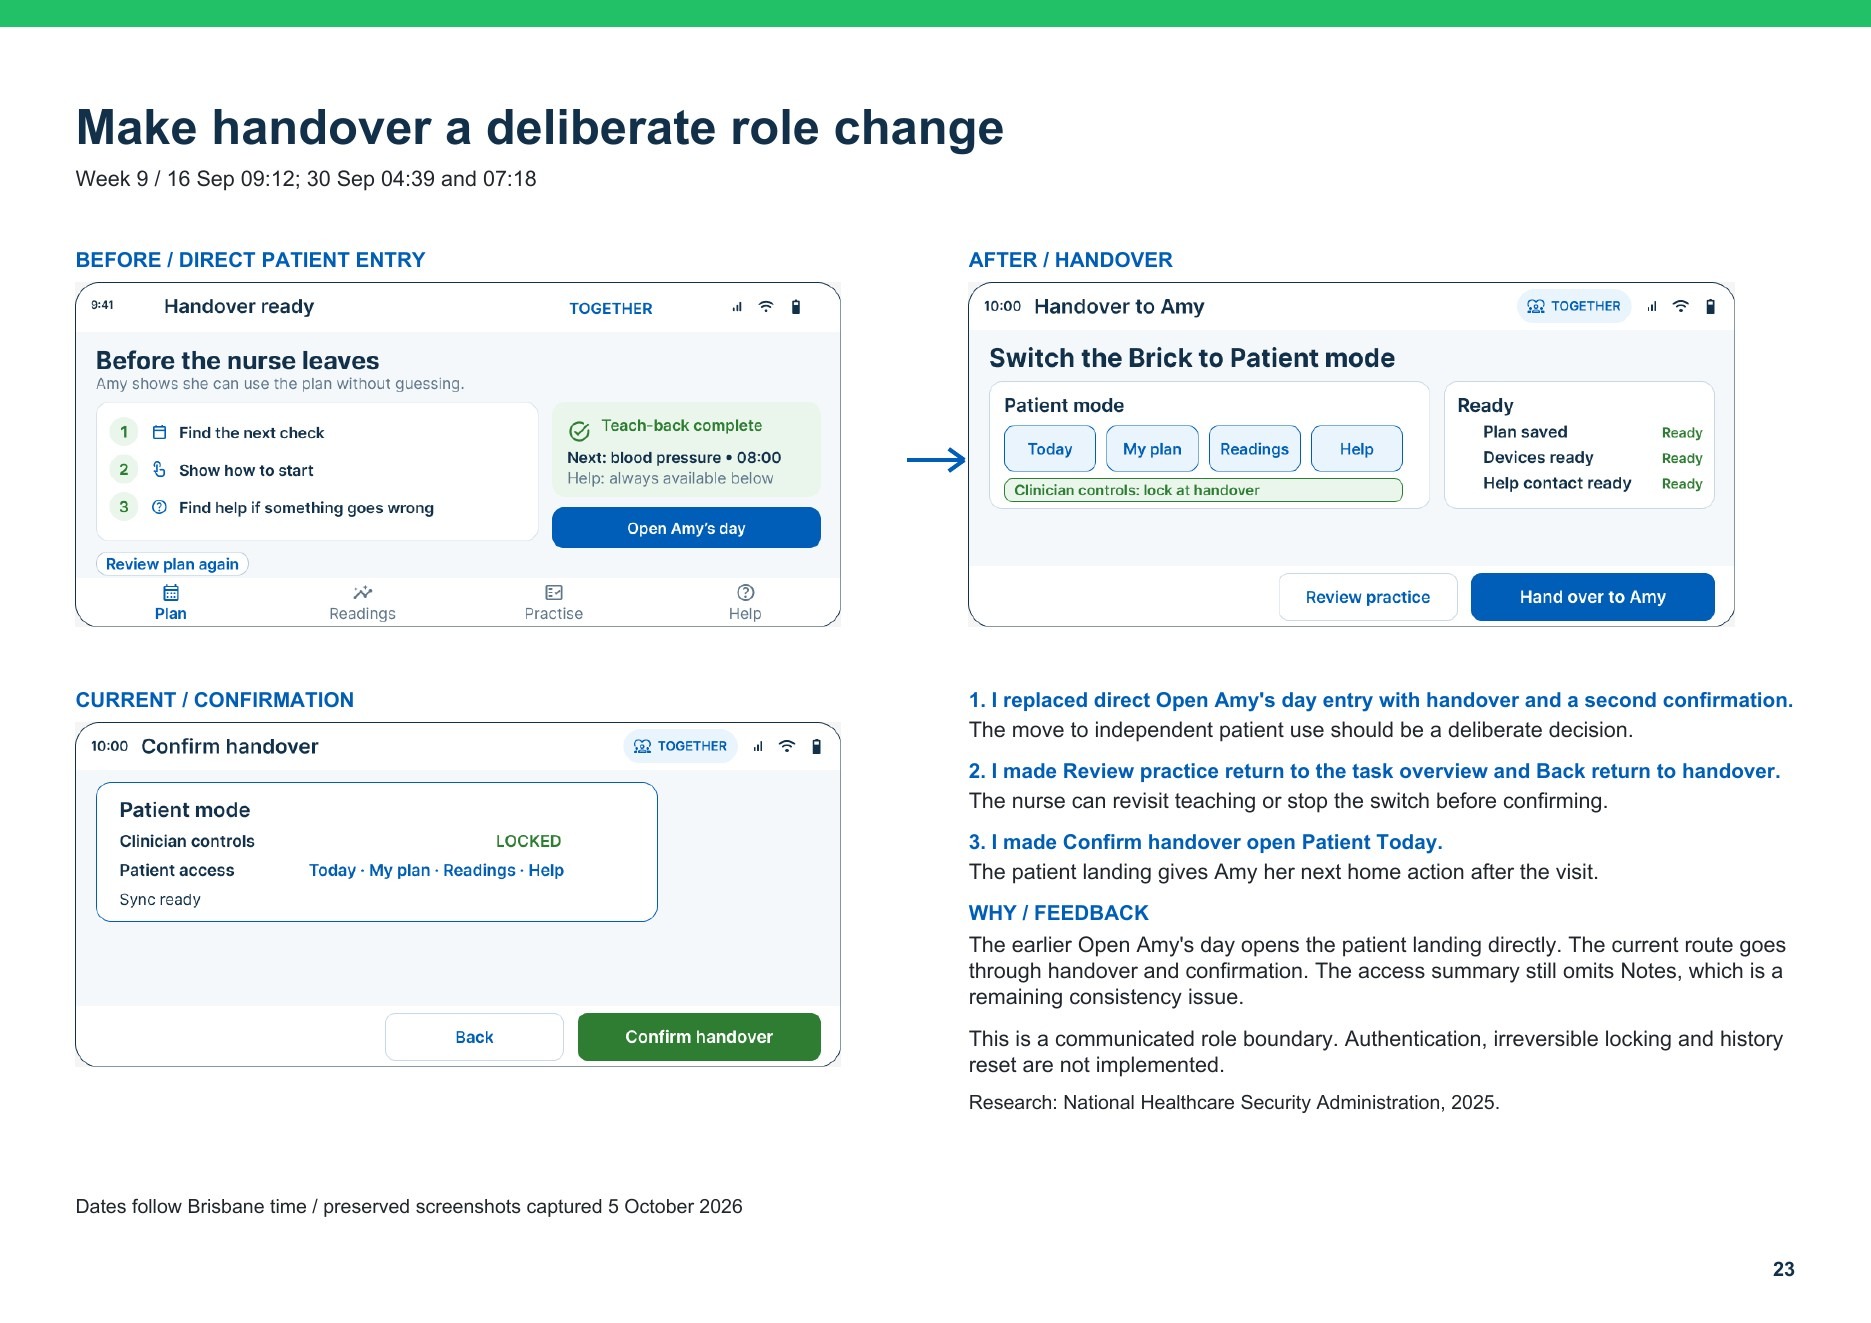 Make handover a deliberate role change
Week 9 / 16 Sep 09:12; 30 Sep 04:39 and 07:18
BEFORE / DIRECT PATIENT ENTRY
9:41 Handover ready TOGETHER
Before the nurse leaves
Amy shows she can use the plan without guessing.
1 Find the next check
2 Show how to start
3 Find help if something goes wrong
Teach-back complete
Next: blood pressure • 08:00
Help: always available below
Open Amy's day
Review plan again
Plan Readings Practise Help
AFTER / HANDOVER
10:00 Handover to Amy TOGETHER
Switch the Brick to Patient mode
Patient mode
Today My plan Readings Help
Clinician controls: lock at handover
Ready
Plan saved Ready
Devices ready Ready
Help contact ready Ready
Review practice Hand over to Amy
CURRENT / CONFIRMATION
10:00 Confirm handover TOGETHER
Patient mode
Clinician controls LOCKED
Patient access Today · My plan · Readings · Help
Sync ready
Back Confirm handover
1. I replaced direct Open Amy's day entry with handover and a second confirmation.
The move to independent patient use should be a deliberate decision.
2. I made Review practice return to the task overview and Back return to handover.
The nurse can revisit teaching or stop the switch before confirming.
3. I made Confirm handover open Patient Today.
The patient landing gives Amy her next home action after the visit.
WHY / FEEDBACK
The earlier Open Amy's day opens the patient landing directly. The current route goes
through handover and confirmation. The access summary still omits Notes, which is a
remaining consistency issue.
This is a communicated role boundary. Authentication, irreversible locking and history
reset are not implemented.
Research: National Healthcare Security Administration, 2025.
Dates follow Brisbane time / preserved screenshots captured 5 October 2026
23